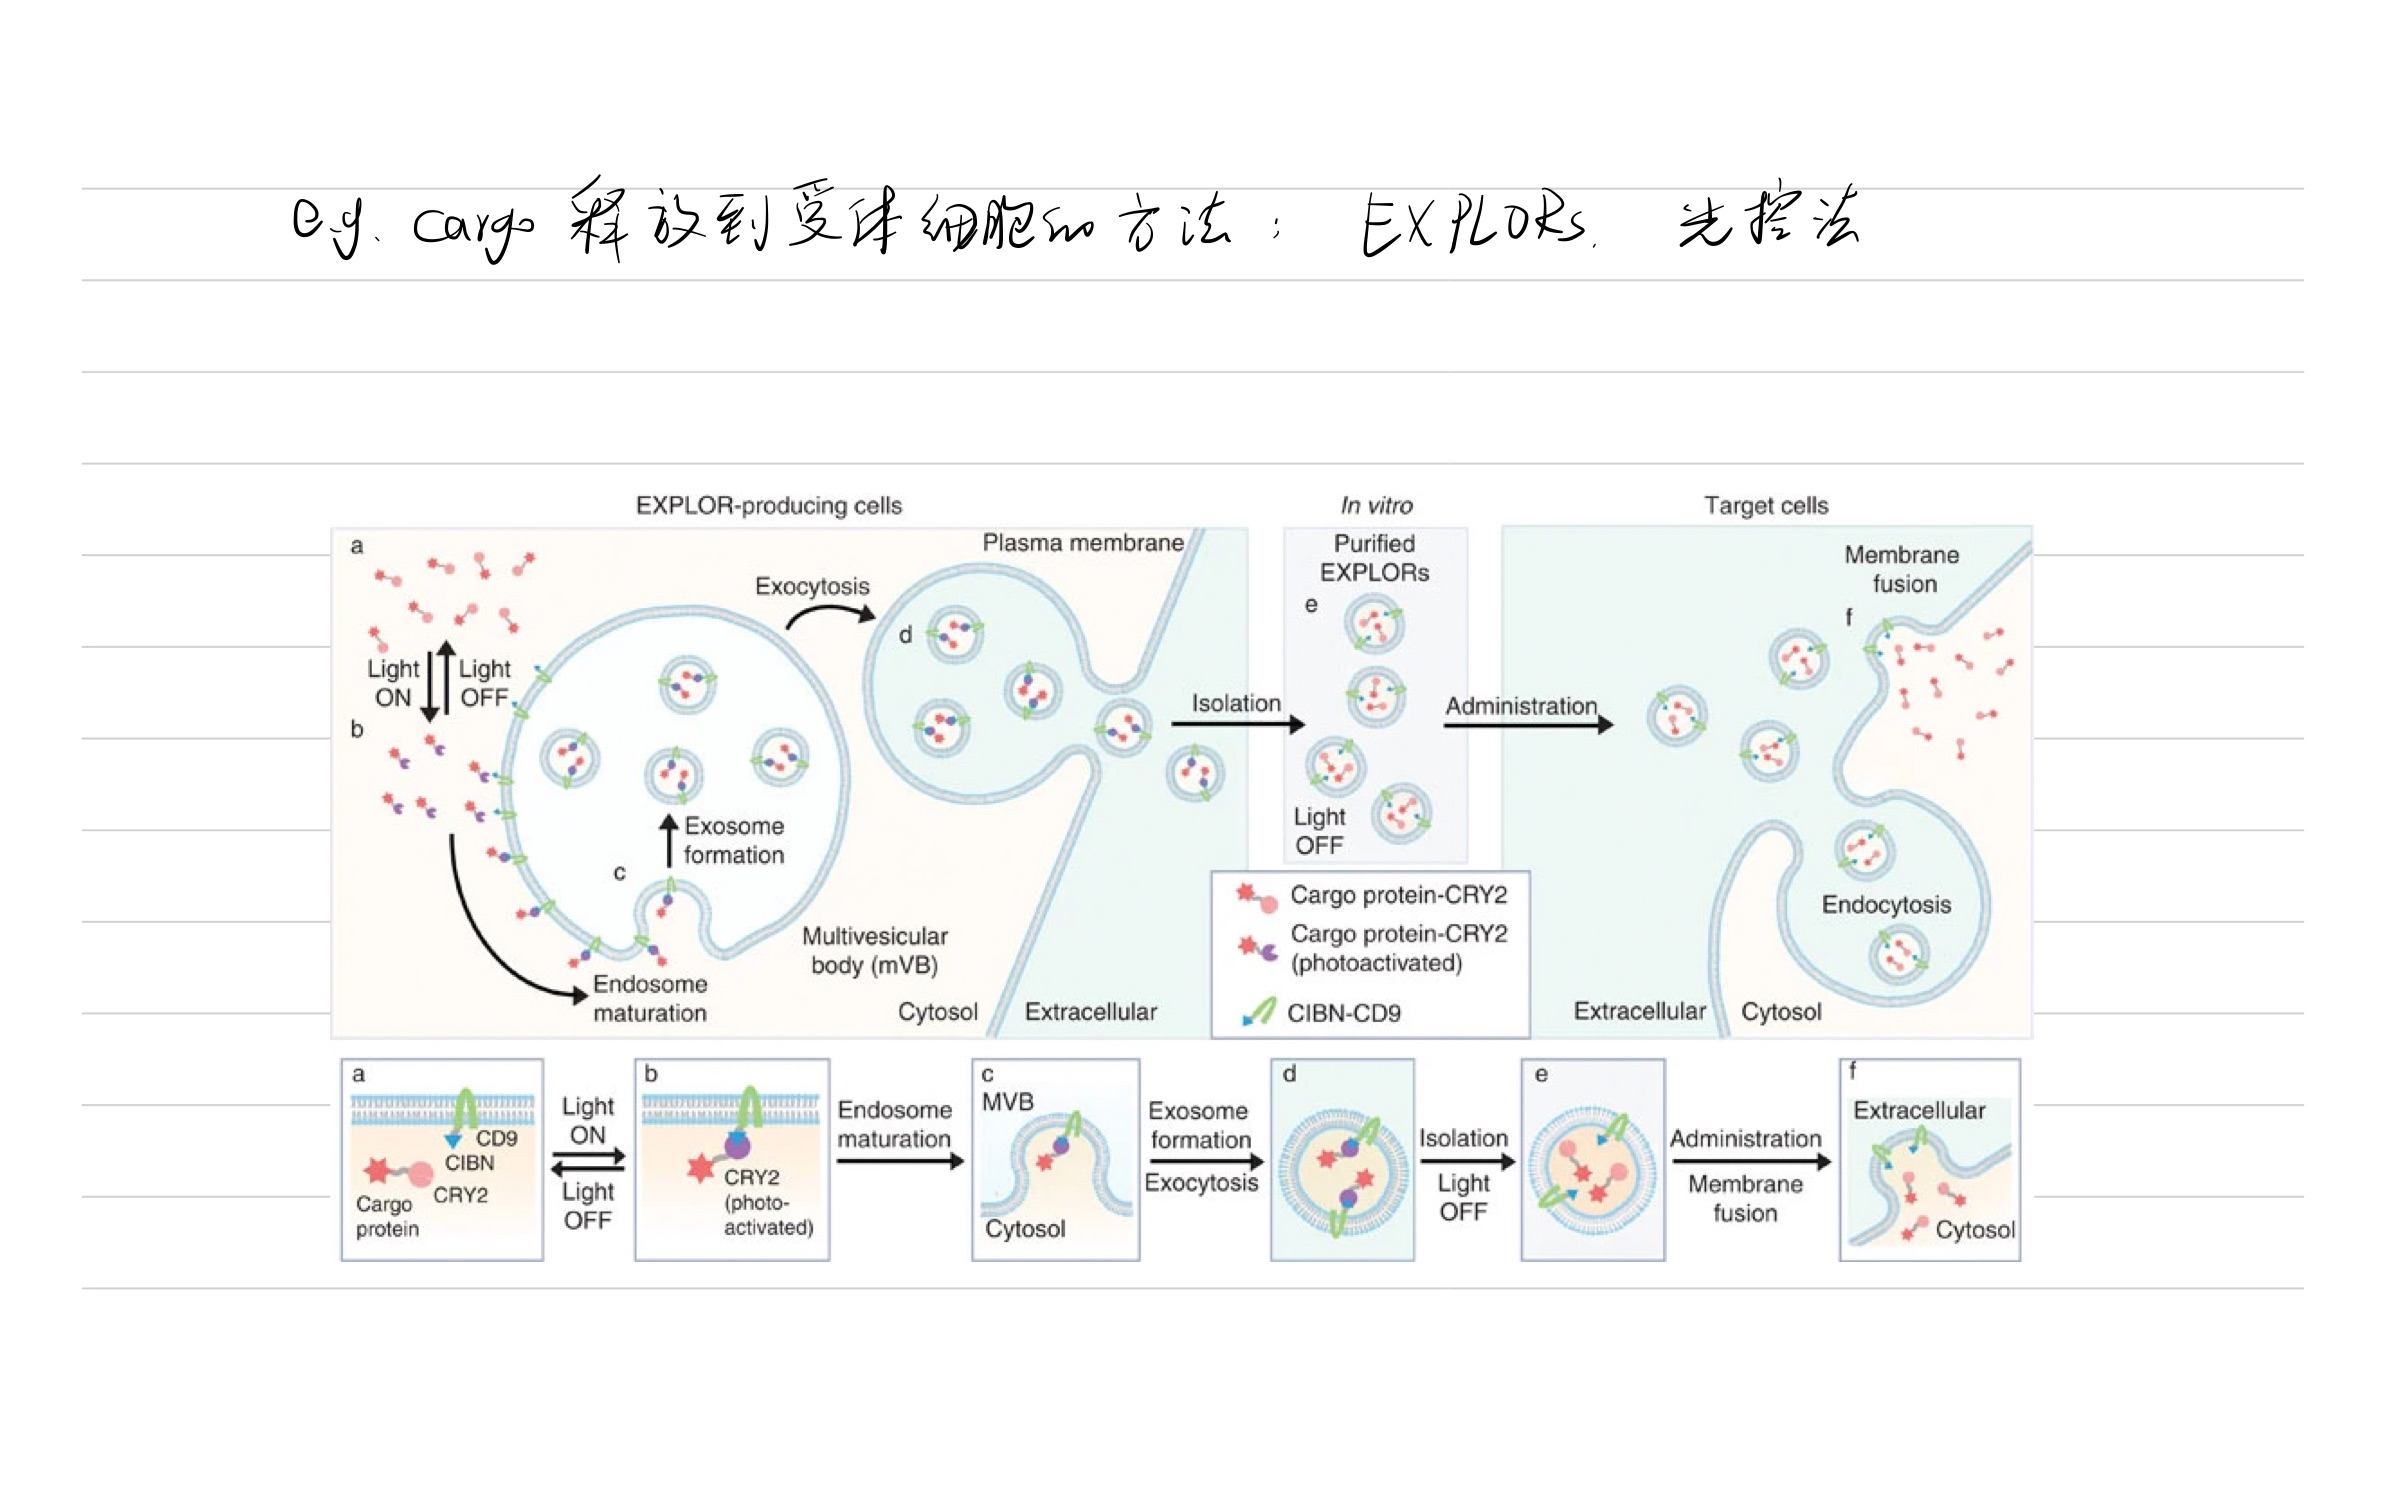 e.g. cargo 释放到受体细胞的方法: EXPLORs. 光控法
EXPLOR-producing cells
In vitro
Target cells
a
Plasma membrane
Exocytosis
d
Light
ON
Light
OFF
b
Exosome
formation
c
Multivesicular
body (mVB)
Endosome
maturation
Cytosol
Extracellular
Isolation
Purified
EXPLORs
e
Light
OFF
Administration
Membrane
fusion
f
Endocytosis
Extracellular
Cytosol
Cargo protein-CRY2
Cargo protein-CRY2
(photoactivated)
CIBN-CD9
a
CD9
CIBN
CRY2
Cargo
protein
Light
ON
Light
OFF
b
CRY2
(photo-
activated)
Endosome
maturation
c
MVB
Cytosol
Exosome
formation
Exocytosis
d
Isolation
Light
OFF
e
Administration
Membrane
fusion
f
Extracellular
Cytosol